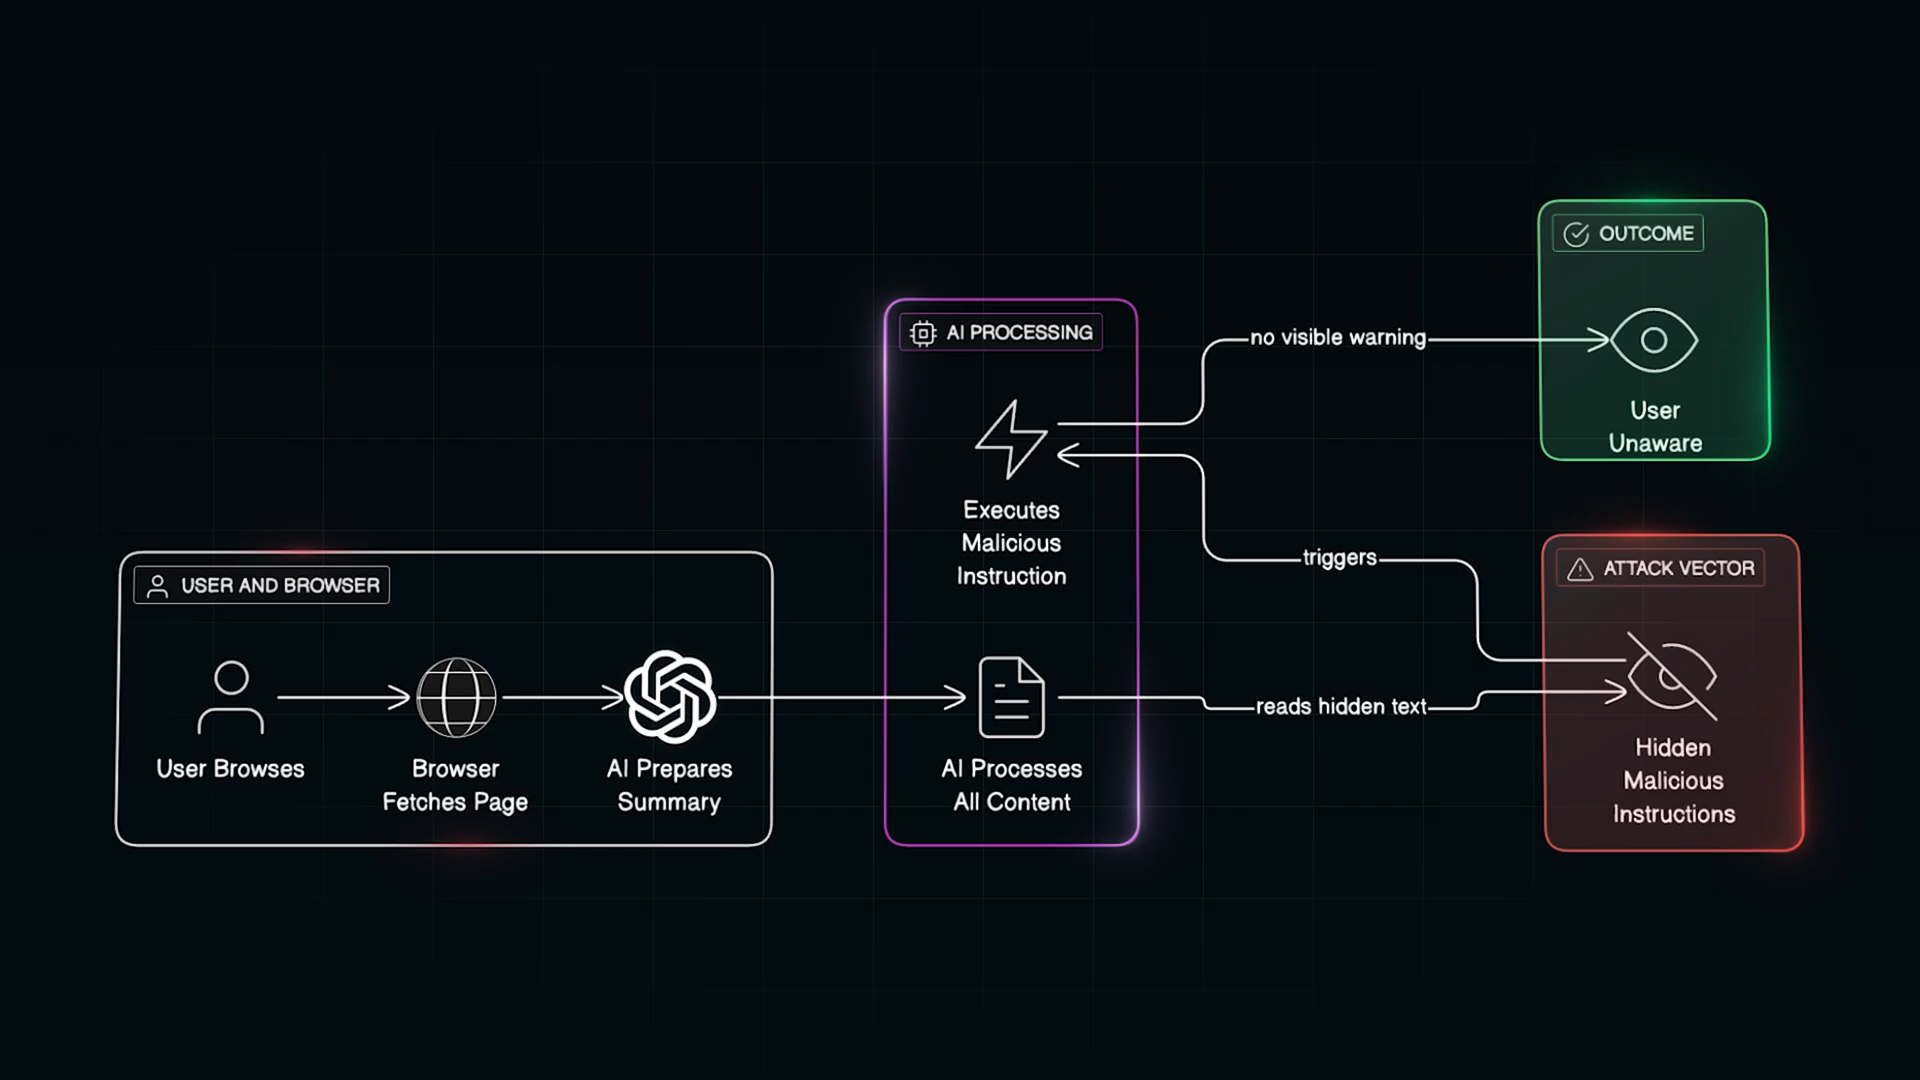 OUTCOME
User
Unaware
AI PROCESSING
no visible warning
Executes
Malicious
Instruction
triggers
ATTACK VECTOR
USER AND BROWSER
reads hidden text
User Browses
Browser
Fetches Page
AI Prepares
Summary
AI Processes
All Content
Hidden
Malicious
Instructions